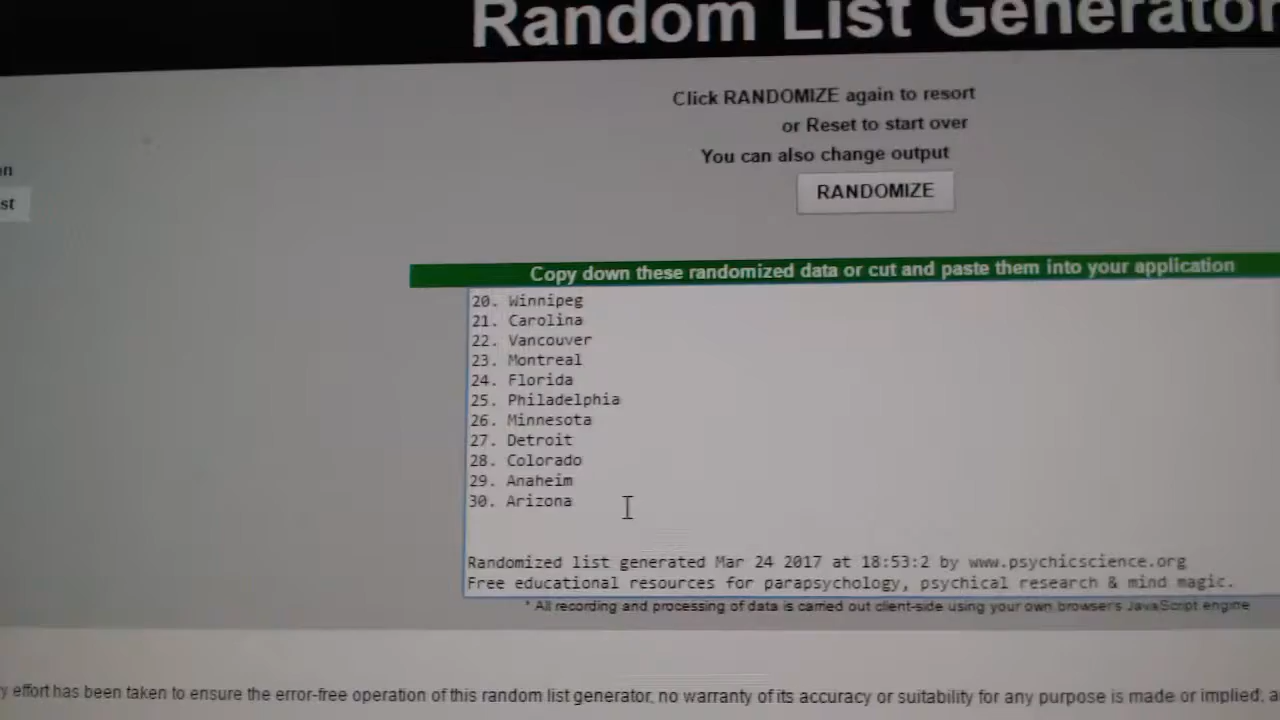 Random List Generator
Click RANDOMIZE again to resort
or Reset to start over
You can also change output
st
RANDOMIZE
Copy down these randomized data or cut and paste them into your application
20. Winnipeg
21. Carolina
22. Vancouver
23. Montreal
24. Florida
25. Philadelphia
26. Minnesota
27. Detroit
28. Colorado
29. Anaheim
30. Arizona
Randomized list generated Mar 24 2017 at 18:53:2 by www.psychicscience.org
Free educational resources for parapsychology, psychical research & mind magic.
* All recording and processing of data is carried out client-side using your own browser's JavaScript engine
y effort has been taken to ensure the error-free operation of this random list generator, no warranty of its accuracy or suitability for any purpose is made or implied, a